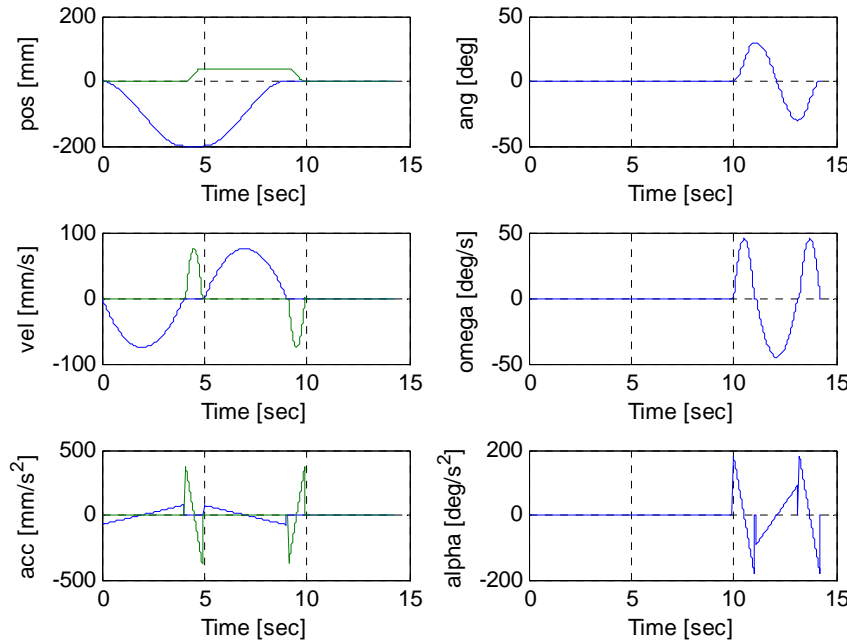 200
0
-200
pos [mm]
0 5 10 15
Time [sec]
50
0
-50
ang [deg]
0 5 10 15
Time [sec]
100
0
-100
vel [mm/s]
0 5 10 15
Time [sec]
50
0
-50
omega [deg/s]
0 5 10 15
Time [sec]
500
0
-500
acc [mm/s²]
0 5 10 15
Time [sec]
200
0
-200
alpha [deg/s²]
0 5 10 15
Time [sec]